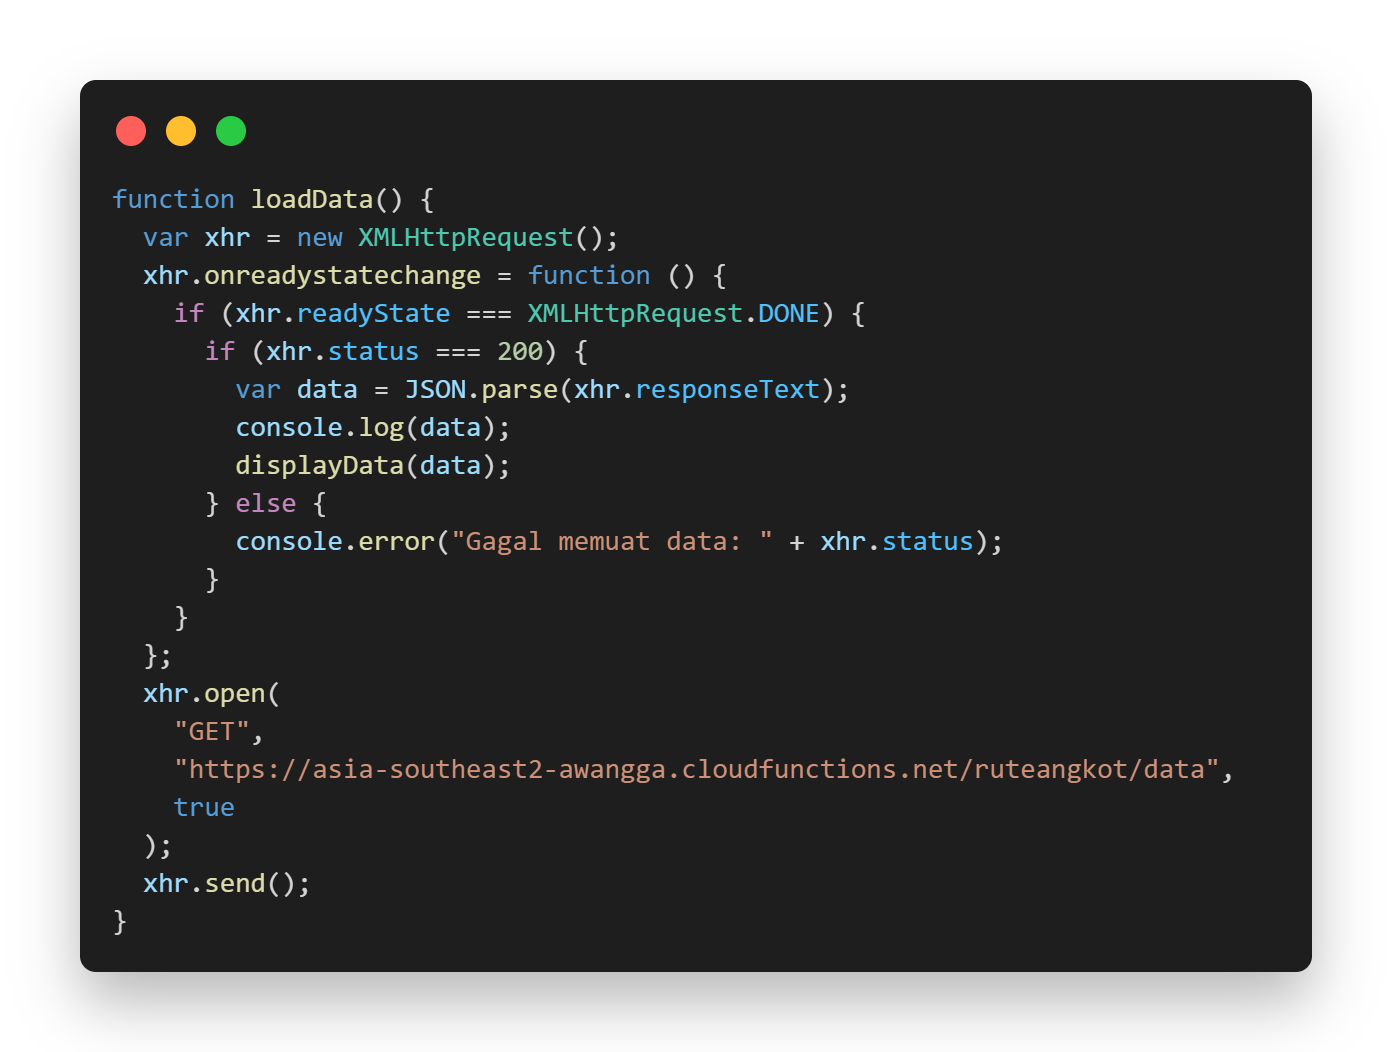 function loadData() {
  var xhr = new XMLHttpRequest();
  xhr.onreadystatechange = function () {
    if (xhr.readyState === XMLHttpRequest.DONE) {
      if (xhr.status === 200) {
        var data = JSON.parse(xhr.responseText);
        console.log(data);
        displayData(data);
      } else {
        console.error("Gagal memuat data: " + xhr.status);
      }
    }
  };
  xhr.open(
    "GET",
    "https://asia-southeast2-awangga.cloudfunctions.net/ruteangkot/data",
    true
  );
  xhr.send();
}